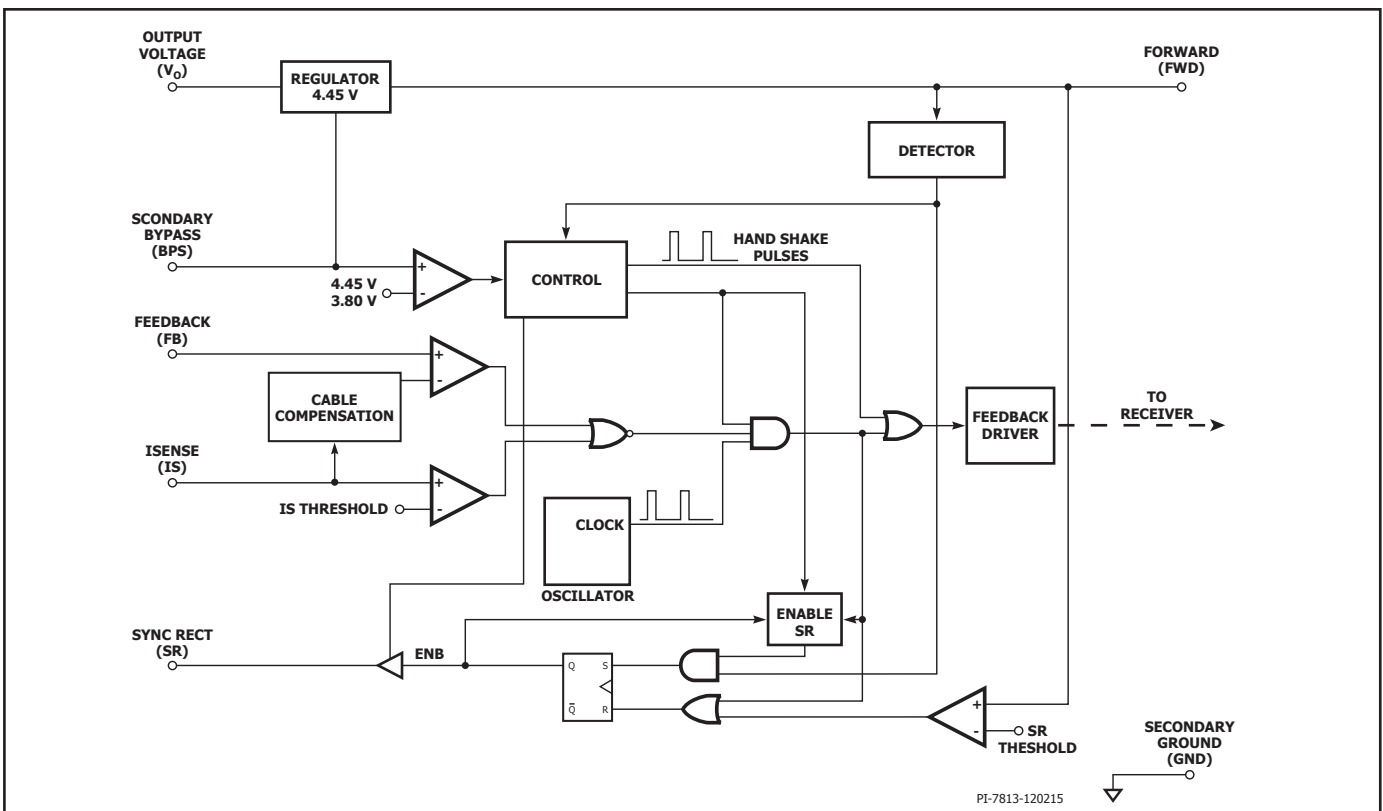 OUTPUT
VOLTAGE
(VO)
REGULATOR
4.45 V
FORWARD
(FWD)
DETECTOR
SCONDARY
BYPASS
(BPS)
4.45 V
3.80 V
+
-
CONTROL
HAND SHAKE
PULSES
FEEDBACK
(FB)
+
-
CABLE
COMPENSATION
ISENSE
(IS)
IS THRESHOLD
+
-
FEEDBACK
DRIVER
TO
RECEIVER
CLOCK
OSCILLATOR
ENABLE
SR
SYNC RECT
(SR)
ENB
Q
S
Q
R
+
-
SR
THESHOLD
SECONDARY
GROUND
(GND)
PI-7813-120215